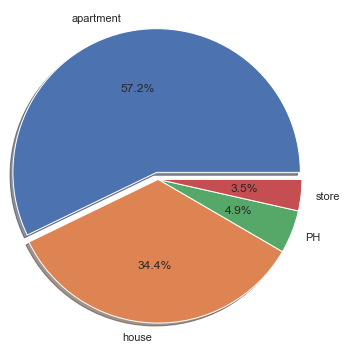 apartment
57.2%
3.5%
store
4.9%
PH
34.4%
house